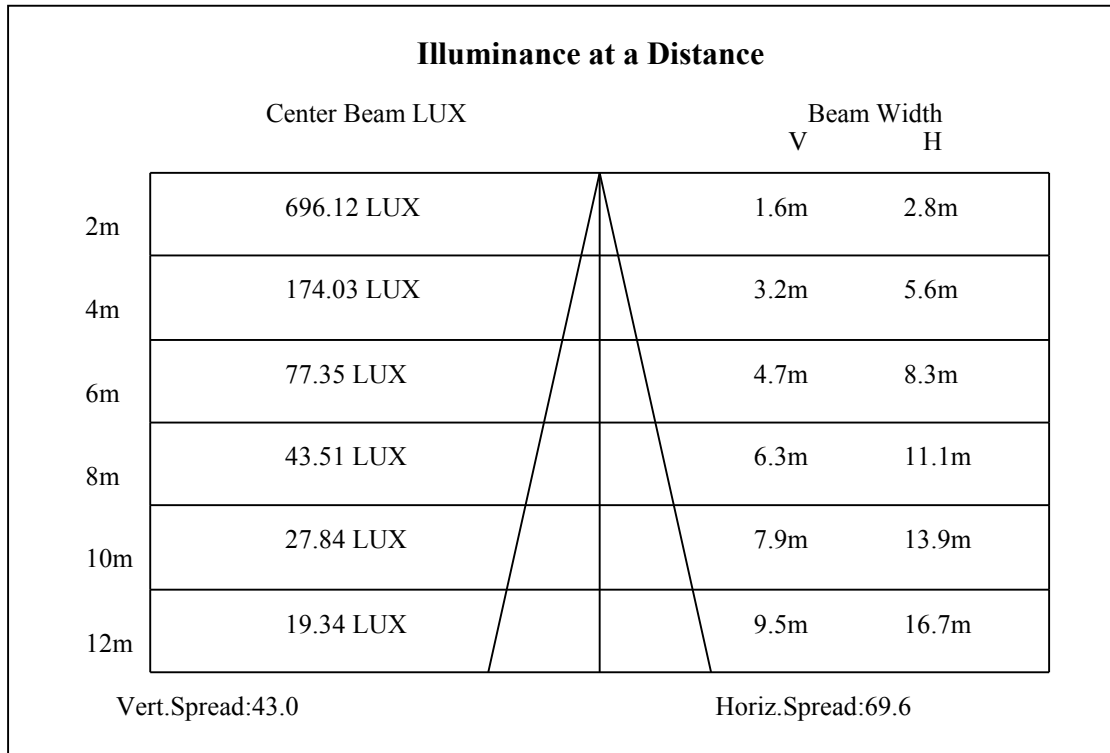 Illuminance at a Distance
Center Beam LUX Beam Width
V H
2m 696.12 LUX 1.6m 2.8m
4m 174.03 LUX 3.2m 5.6m
6m 77.35 LUX 4.7m 8.3m
8m 43.51 LUX 6.3m 11.1m
10m 27.84 LUX 7.9m 13.9m
12m 19.34 LUX 9.5m 16.7m
Vert.Spread:43.0 Horiz.Spread:69.6